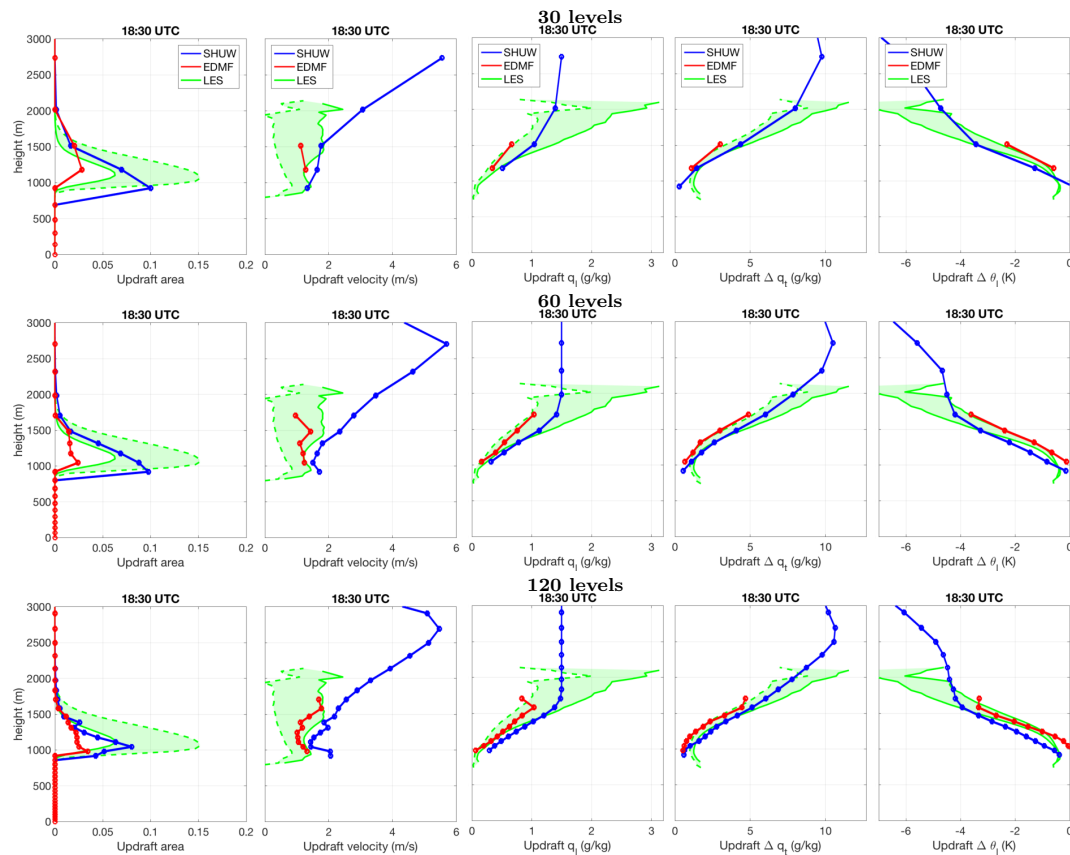 30 levels
18:30 UTC 18:30 UTC 18:30 UTC 18:30 UTC 18:30 UTC
SHUW SHUW SHUW SHUW
EDMF EDMF EDMF EDMF
LES LES LES LES
3000
2500
2000
1500
1000
500
0
height (m)
0 0.05 0.1 0.15 0.2 0 2 4 6 0 1 2 3 0 5 10 -6 -4 -2 0
Updraft area Updraft velocity (m/s) Updraft q_l (g/kg) Updraft Δ q_t (g/kg) Updraft Δ θ_l (K)
60 levels
18:30 UTC 18:30 UTC 18:30 UTC 18:30 UTC 18:30 UTC
3000
2500
2000
1500
1000
500
0
height (m)
0 0.05 0.1 0.15 0.2 0 2 4 6 0 1 2 3 0 5 10 -6 -4 -2 0
Updraft area Updraft velocity (m/s) Updraft q_l (g/kg) Updraft Δ q_t (g/kg) Updraft Δ θ_l (K)
120 levels
18:30 UTC 18:30 UTC 18:30 UTC 18:30 UTC 18:30 UTC
3000
2500
2000
1500
1000
500
0
height (m)
0 0.05 0.1 0.15 0.2 0 2 4 6 0 1 2 3 0 5 10 -6 -4 -2 0
Updraft area Updraft velocity (m/s) Updraft q_l (g/kg) Updraft Δ q_t (g/kg) Updraft Δ θ_l (K)